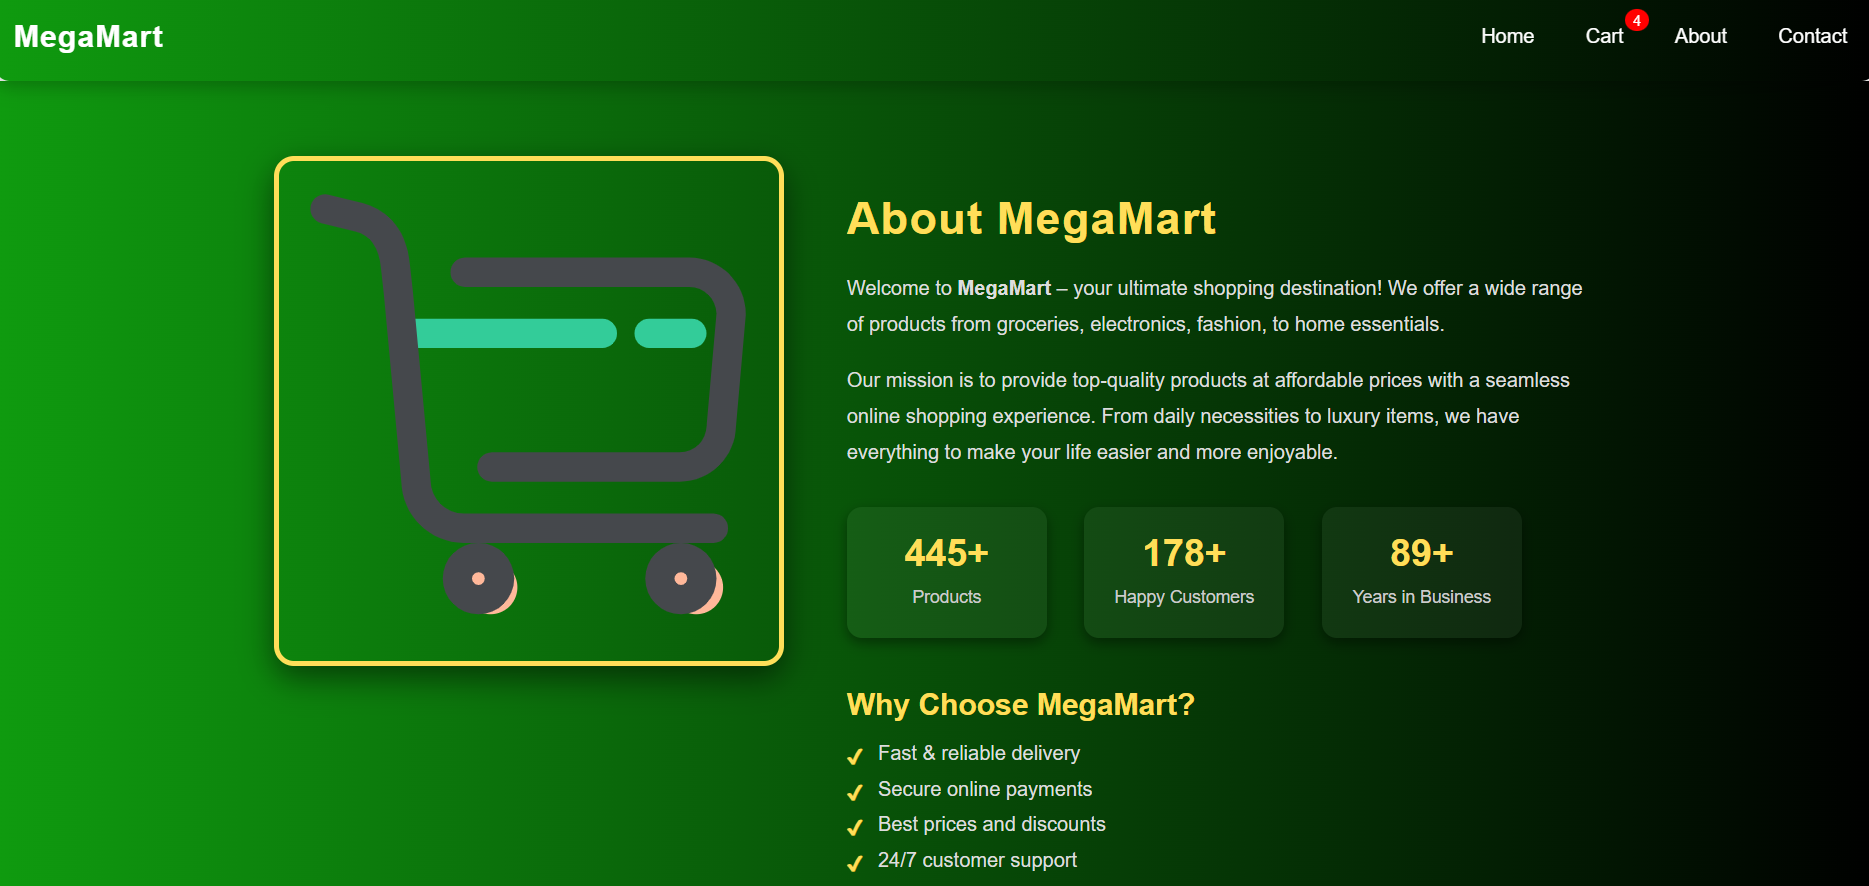 MegaMart
Home Cart 4 About Contact
About MegaMart
Welcome to MegaMart – your ultimate shopping destination! We offer a wide range
of products from groceries, electronics, fashion, to home essentials.
Our mission is to provide top-quality products at affordable prices with a seamless
online shopping experience. From daily necessities to luxury items, we have
everything to make your life easier and more enjoyable.
445+
Products
178+
Happy Customers
89+
Years in Business
Why Choose MegaMart?
✔ Fast & reliable delivery
✔ Secure online payments
✔ Best prices and discounts
✔ 24/7 customer support